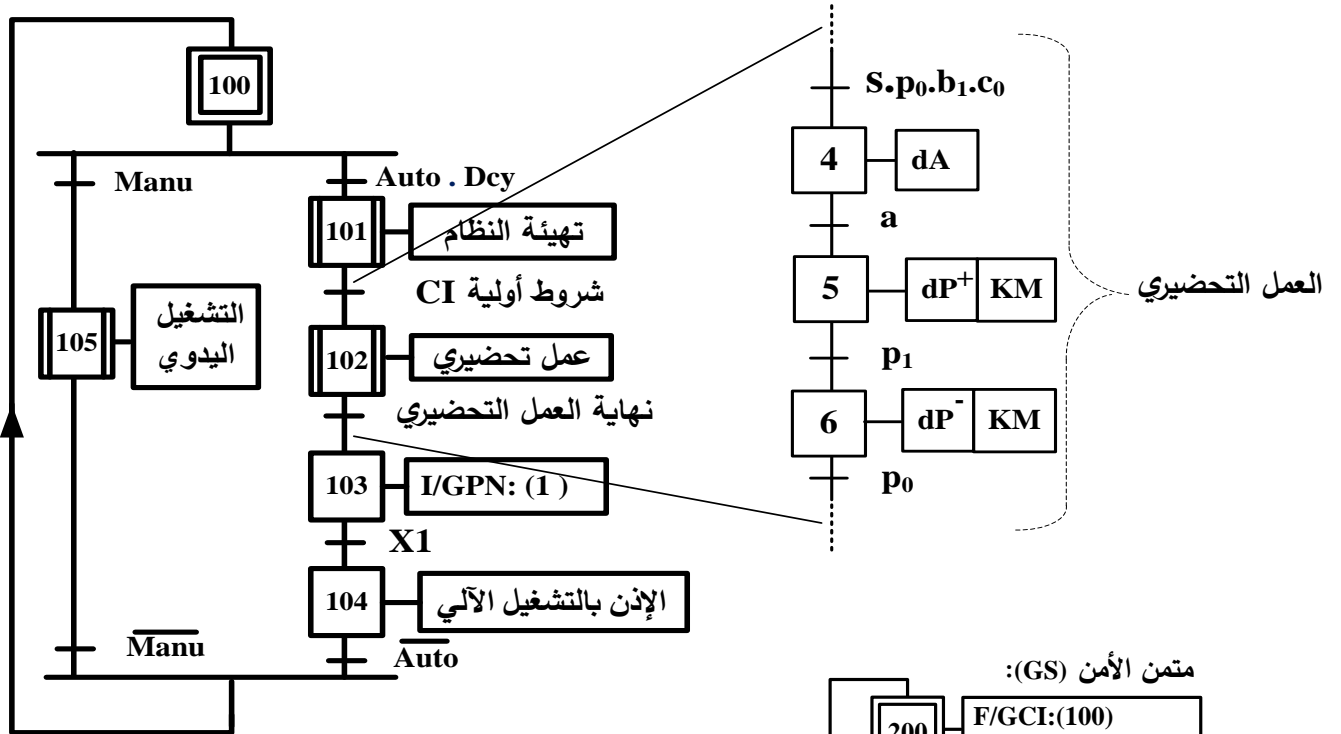 100
Manu
Auto . Dcy
101
تهيئة النظام
شروط أولية CI
105
التشغيل
اليدوي
102
عمل تحضيري
نهاية العمل التحضيري
103
I/GPN: (1 )
X1
104
الإذن بالتشغيل الآلي
M̅a̅n̅u̅
A̅u̅t̅o̅
S.p₀.b₁.c₀
4
dA
a
5
dP⁺ KM
p₁
6
dP⁻ KM
p₀
العمل التحضيري
متمن الأمن (GS):
200
F/GCI:(100)